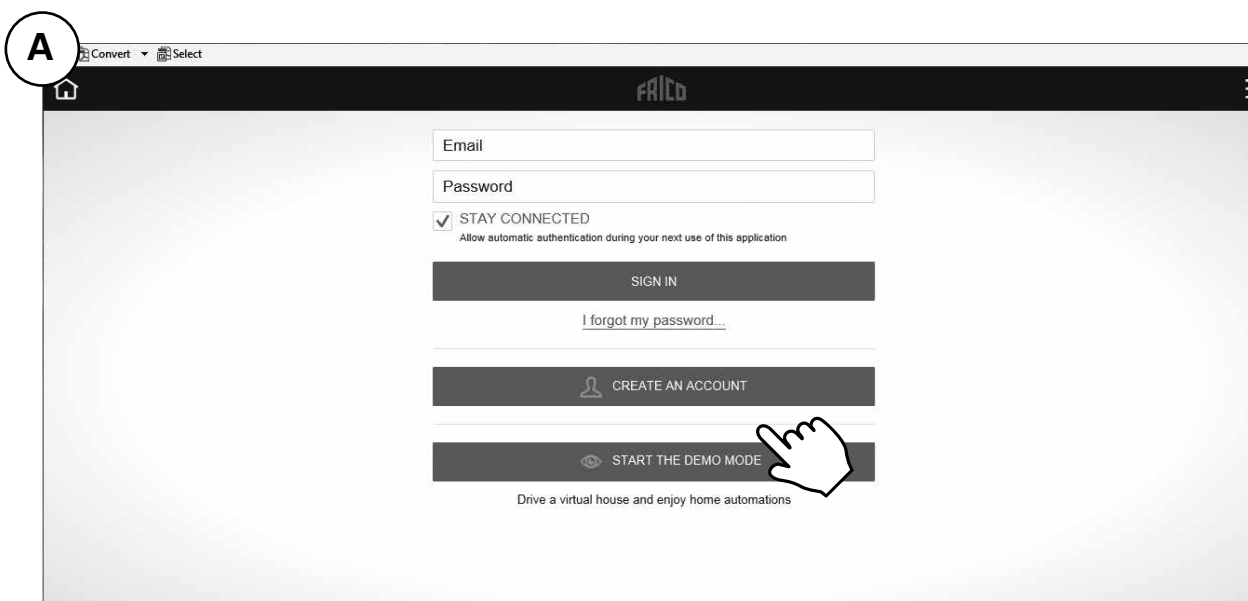 A
Convert Select
FRICO
Email
Password
STAY CONNECTED
Allow automatic authentication during your next use of this application
SIGN IN
I forgot my password...
CREATE AN ACCOUNT
START THE DEMO MODE
Drive a virtual house and enjoy home automations